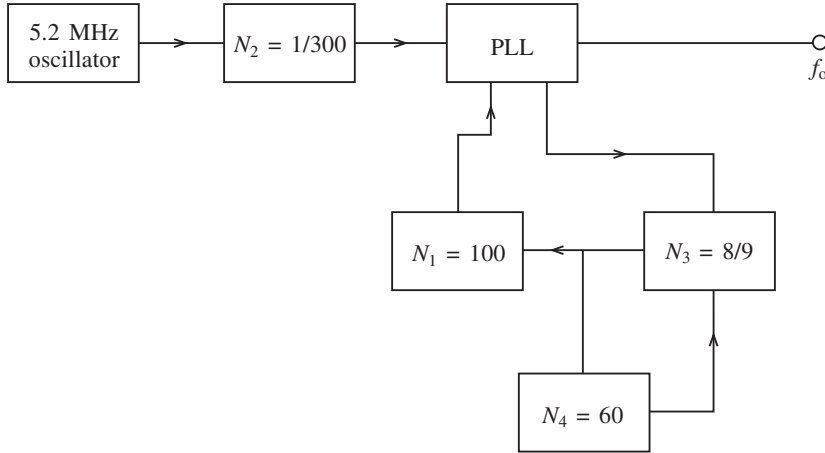 5.2 MHz
oscillator
N₂ = 1/300
PLL
fₒ
N₁ = 100
N₃ = 8/9
N₄ = 60